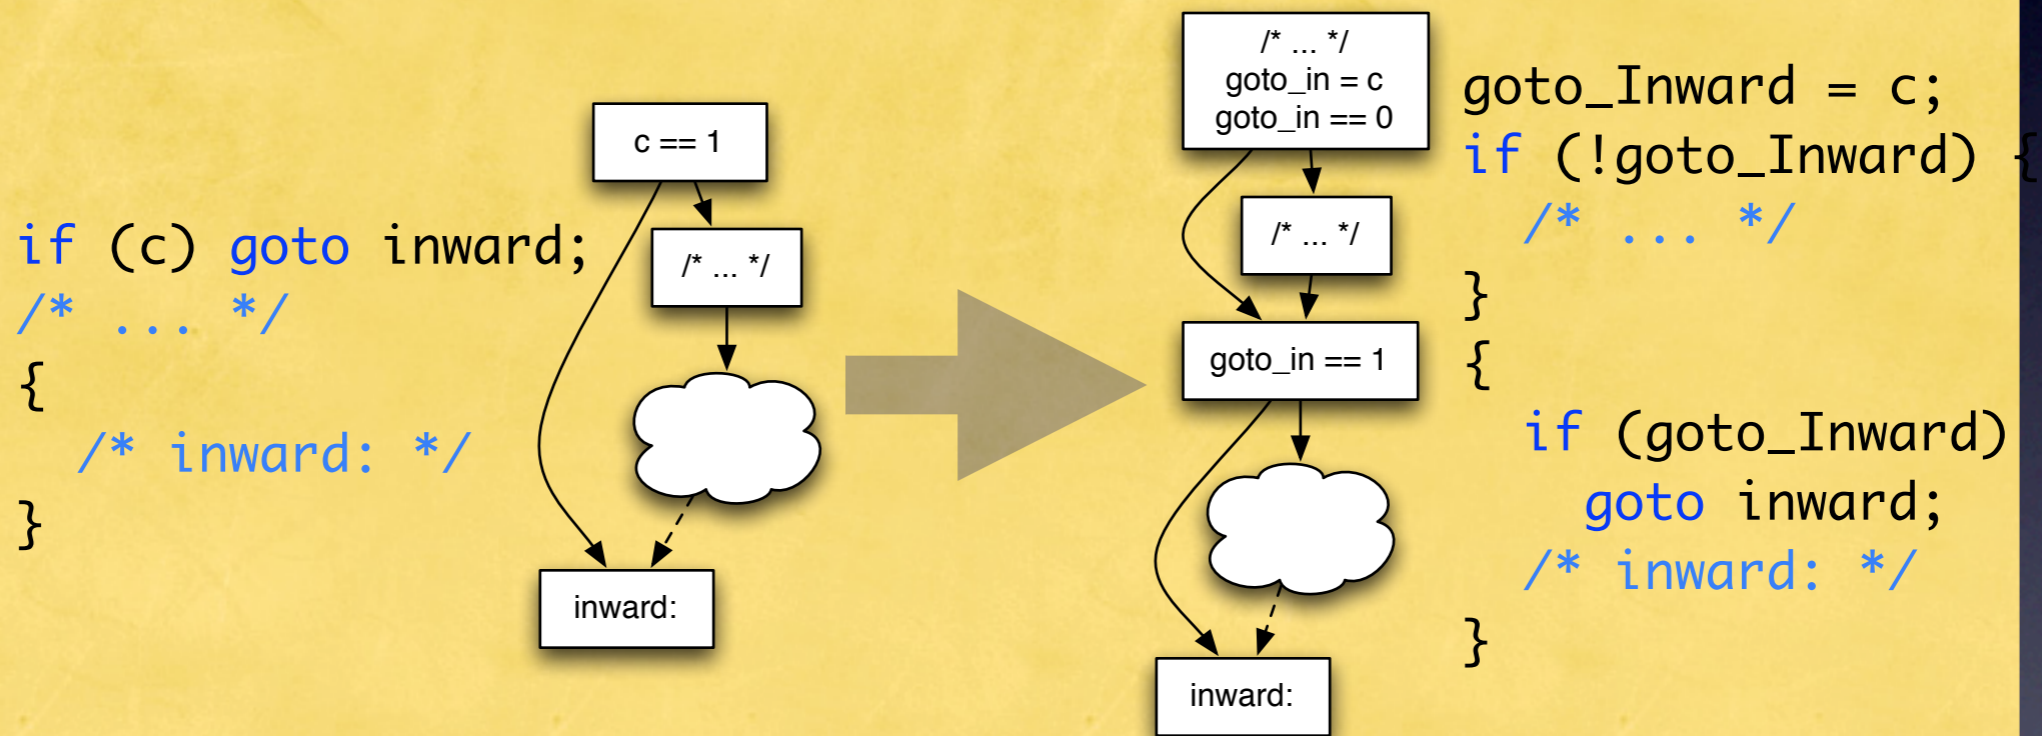 if (c) goto inward;
/* ... */
{
/* inward: */
}
c == 1
/* ... */
inward:
/* ... */
goto_in = c
goto_in == 0
/* ... */
goto_in == 1
inward:
goto_Inward = c;
if (!goto_Inward) {
/* ... */
}
{
if (goto_Inward)
goto inward;
/* inward: */
}